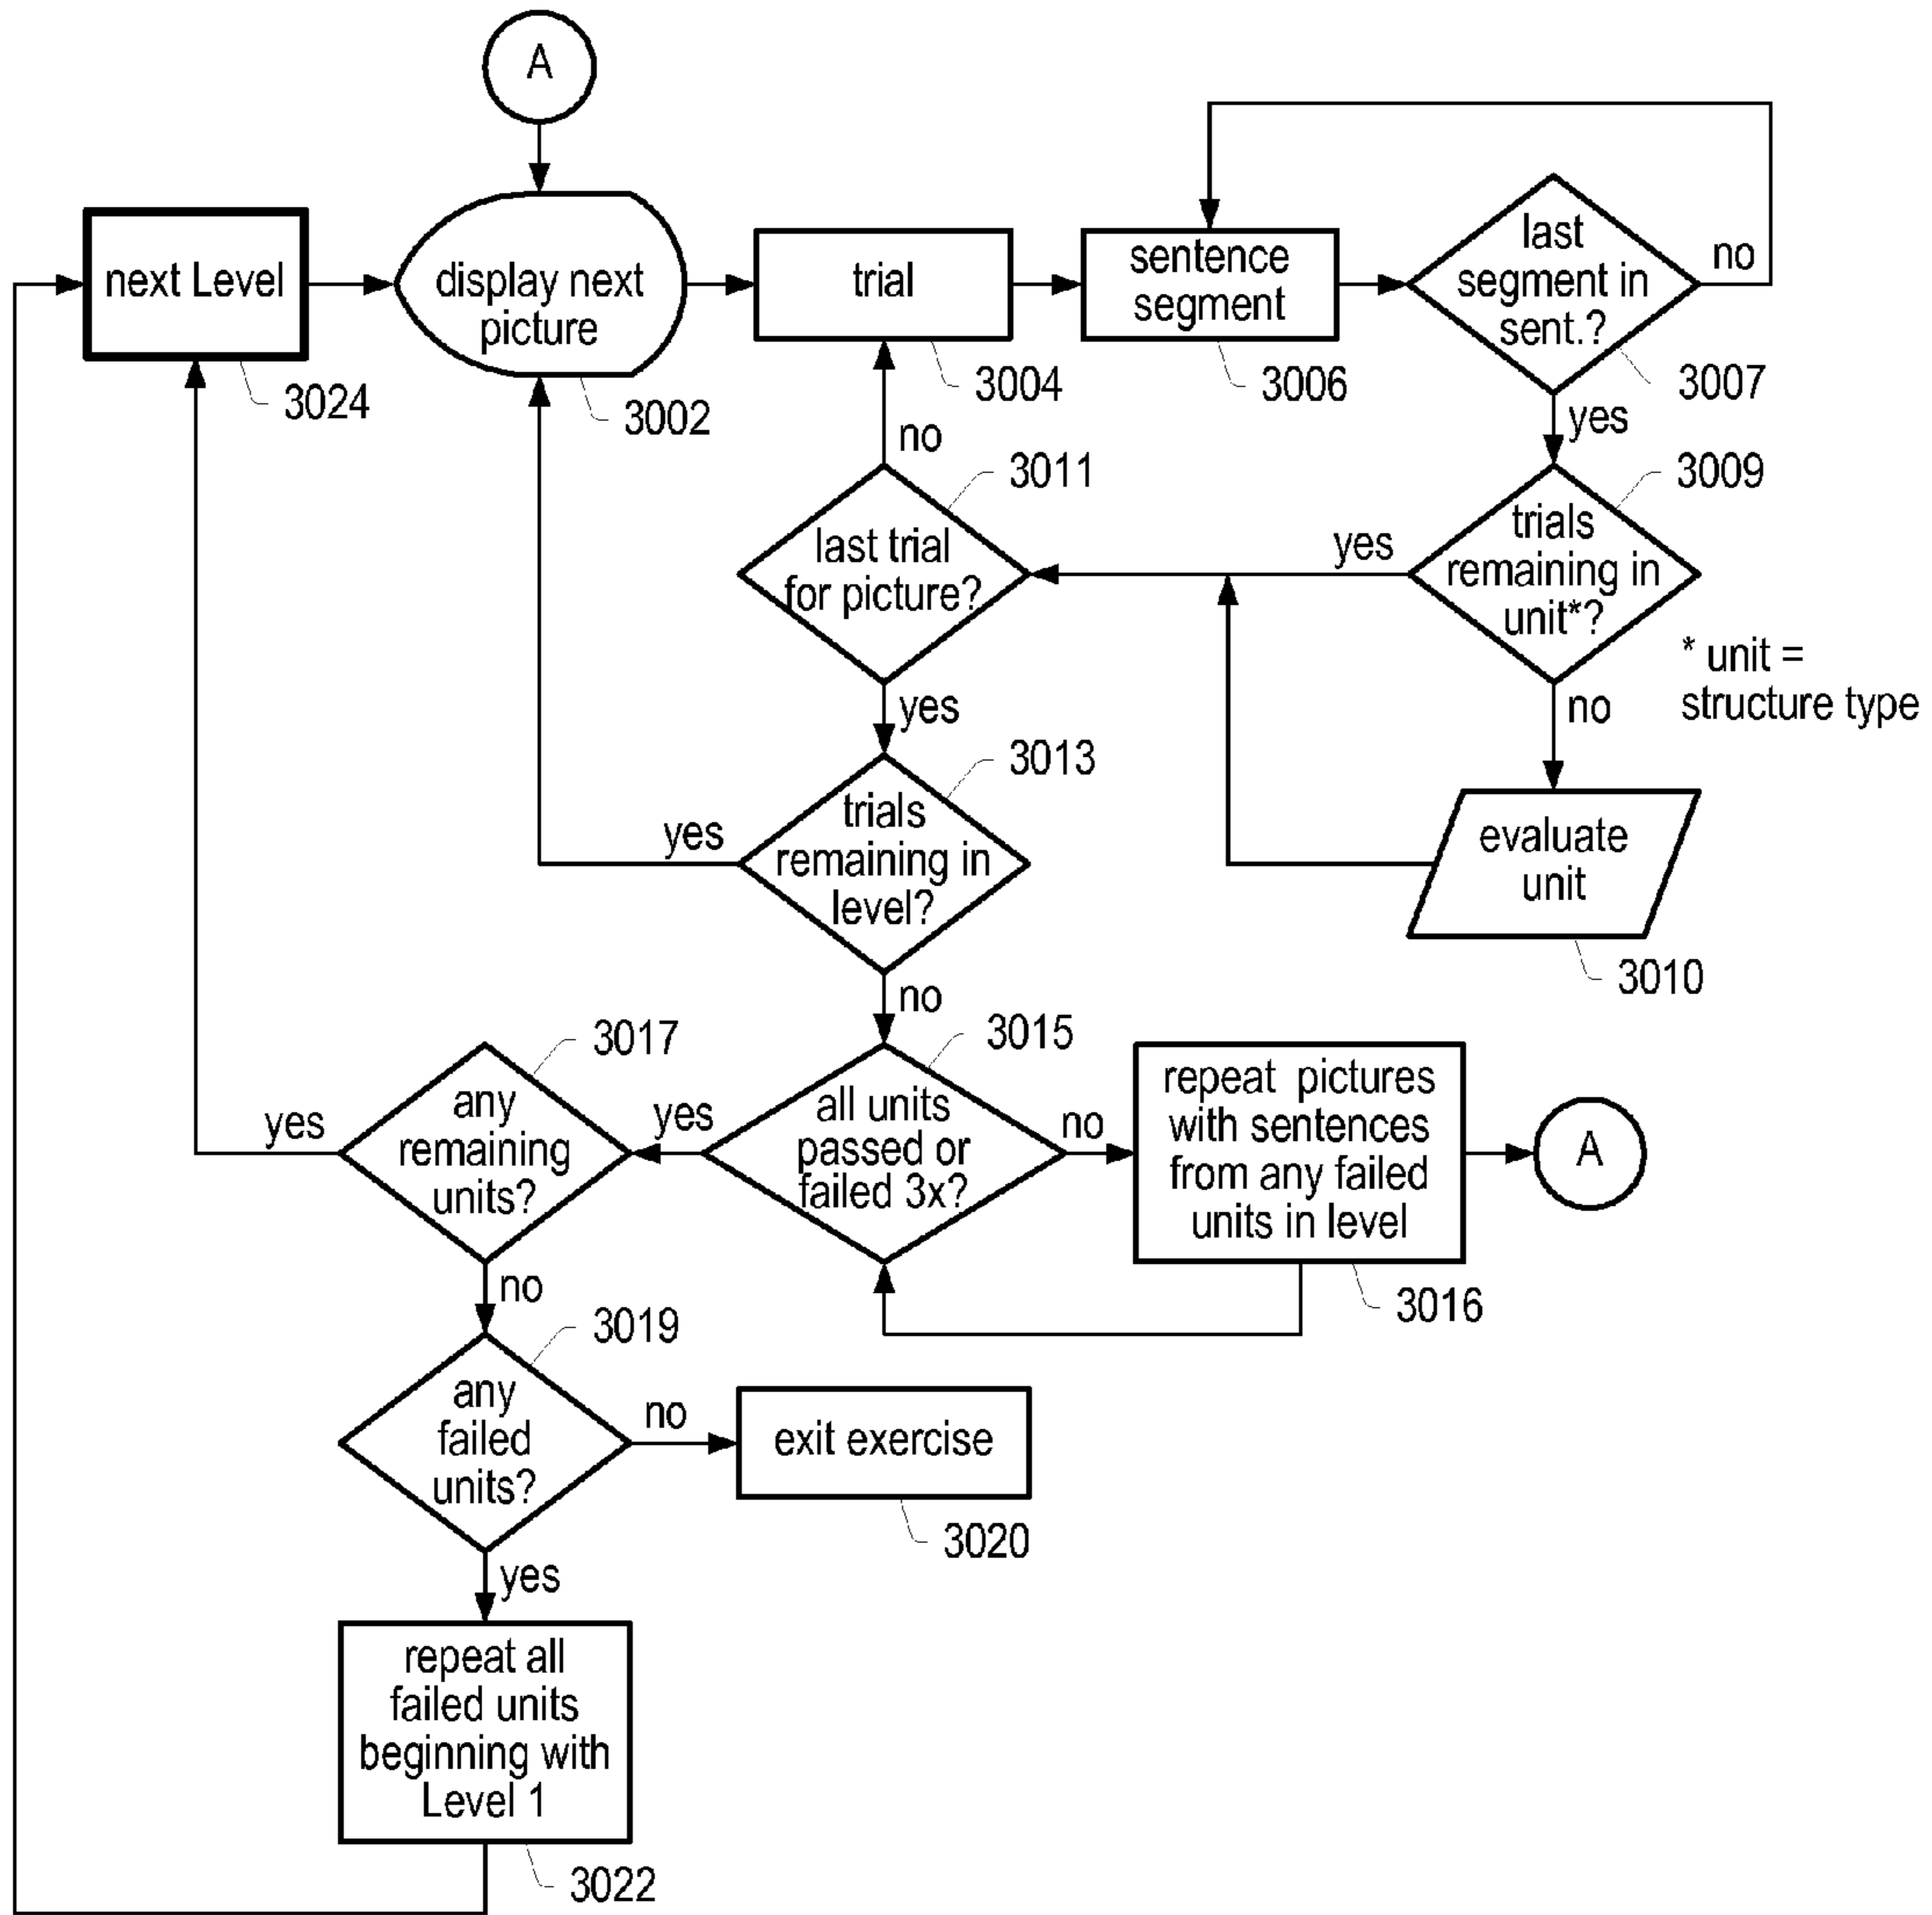 A
next Level
3024
display next
picture
3002
trial
3004
sentence
segment
3006
last
segment in
sent.?
3007
no
yes
trials
remaining in
unit*?
3009
* unit =
structure type
yes
no
evaluate
unit
3010
last trial
for picture?
3011
no
yes
trials
remaining in
level?
3013
yes
no
all units
passed or
failed 3x?
3015
yes
no
repeat pictures
with sentences
from any failed
units in level
3016
A
any
remaining
units?
3017
yes
no
any
failed
units?
3019
no
exit exercise
3020
yes
repeat all
failed units
beginning with
Level 1
3022